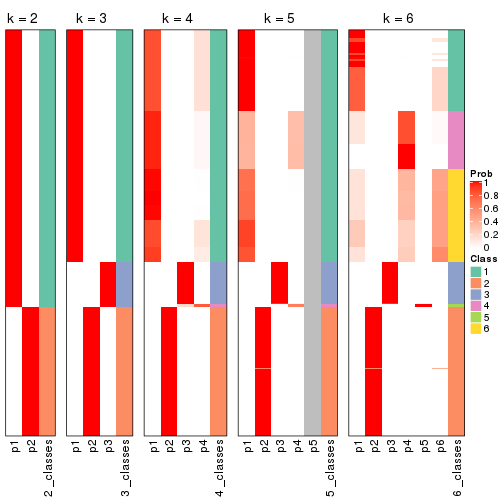 k = 2
k = 3
k = 4
k = 5
k = 6
Prob
1
0.8
0.6
0.4
0.2
0
Class
1
2
3
4
5
6
p1
p2
2_classes
p1
p2
p3
3_classes
p1
p2
p3
p4
4_classes
p1
p2
p3
p4
p5
5_classes
p1
p2
p3
p4
p5
p6
6_classes